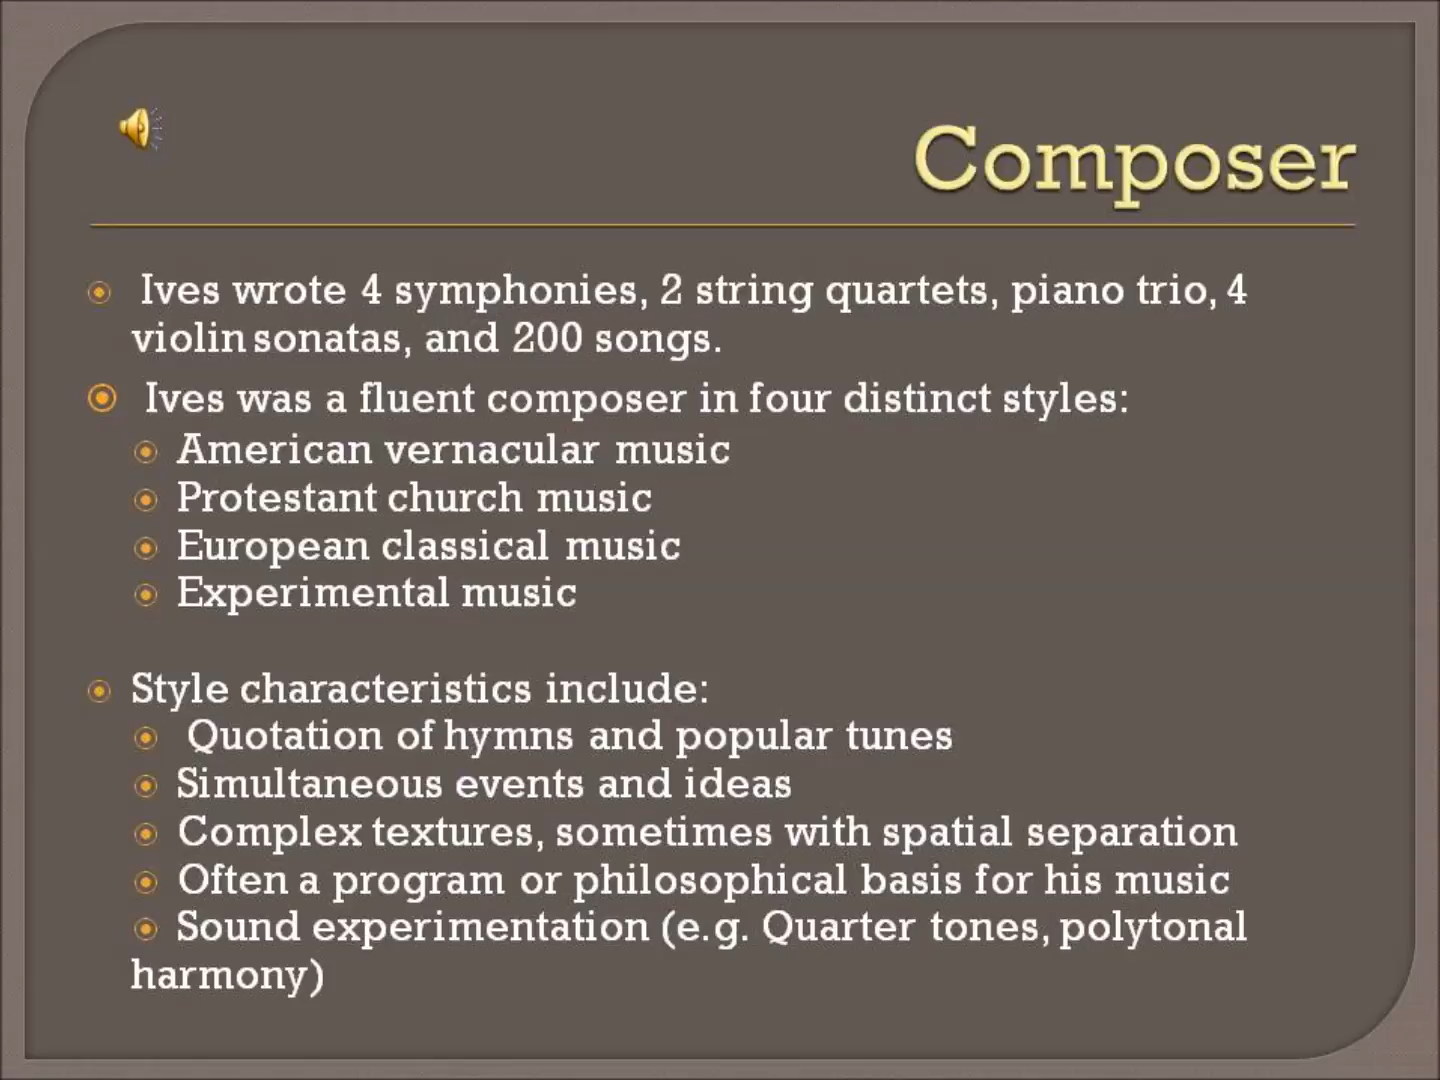 Composer
Ives wrote 4 symphonies, 2 string quartets, piano trio, 4
violin sonatas, and 200 songs.
Ives was a fluent composer in four distinct styles:
American vernacular music
Protestant church music
European classical music
Experimental music
Style characteristics include:
Quotation of hymns and popular tunes
Simultaneous events and ideas
Complex textures, sometimes with spatial separation
Often a program or philosophical basis for his music
Sound experimentation (e.g. Quarter tones, polytonal
harmony)